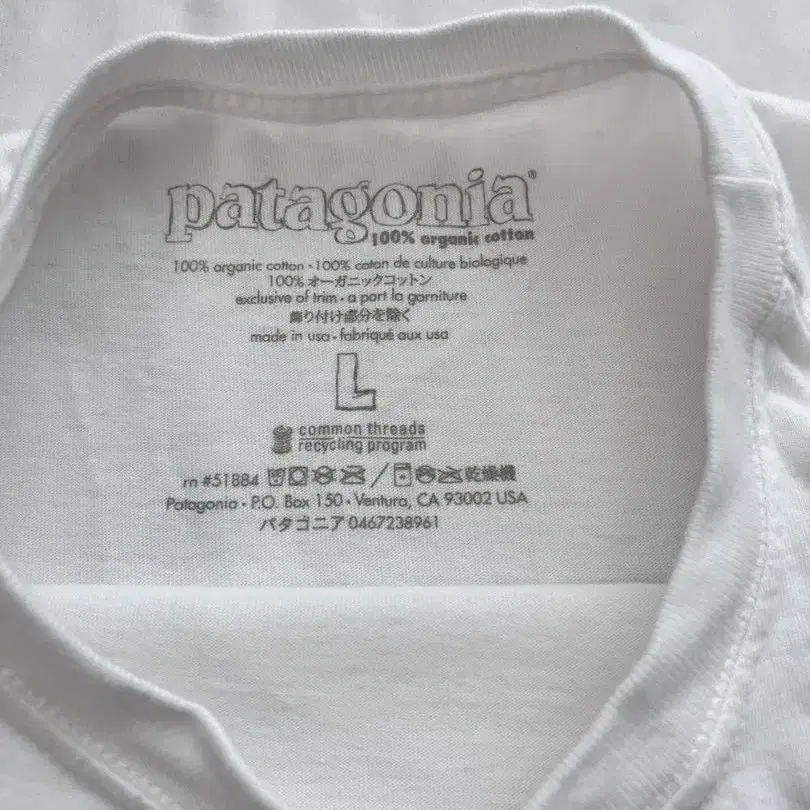 patagonia®
100% organic cotton
100% organic cotton • 100% coton de culture biologique
100% オーガニックコットン
exclusive of trim • a part la garniture
飾り付け部分を除く
made in usa • fabriqué aux usa
L
common threads
recycling program
rn #51884 / 乾燥機
Patagonia • P.O. Box 150 • Ventura, CA 93002 USA
パタゴニア 0467238961